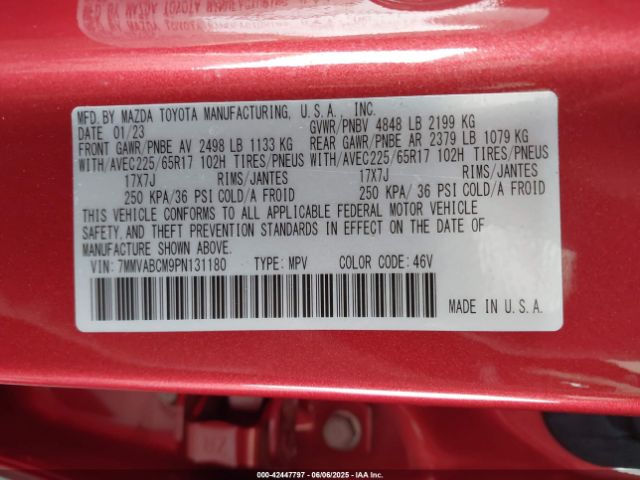 MFD. BY MAZDA TOYOTA MANUFACTURING, U.S.A. INC.
DATE 01/23 GVWR/PNBV 4848 LB 2199 KG
FRONT GAWR/PNBE AV 2498 LB 1133 KG REAR GAWR/PNBE AR 2379 LB 1079 KG
WITH/AVEC225/65R17 102H TIRES/PNEUS WITH/AVEC225/65R17 102H TIRES/PNEUS
17X7J RIMS/JANTES 17X7J RIMS/JANTES
250 KPA/36 PSI COLD/A FROID 250 KPA/ 36 PSI COLD/A FROID
THIS VEHICLE CONFORMS TO ALL APPLICABLE FEDERAL MOTOR VEHICLE
SAFETY, AND THEFT PREVENTION STANDARDS IN EFFECT ON THE DATE OF
MANUFACTURE SHOWN ABOVE.
VIN: 7MMVABCM9PN131180 TYPE: MPV COLOR CODE: 46V
MADE IN U.S.A.
000-42447797 - 06/06/2025 - IAAI.com.